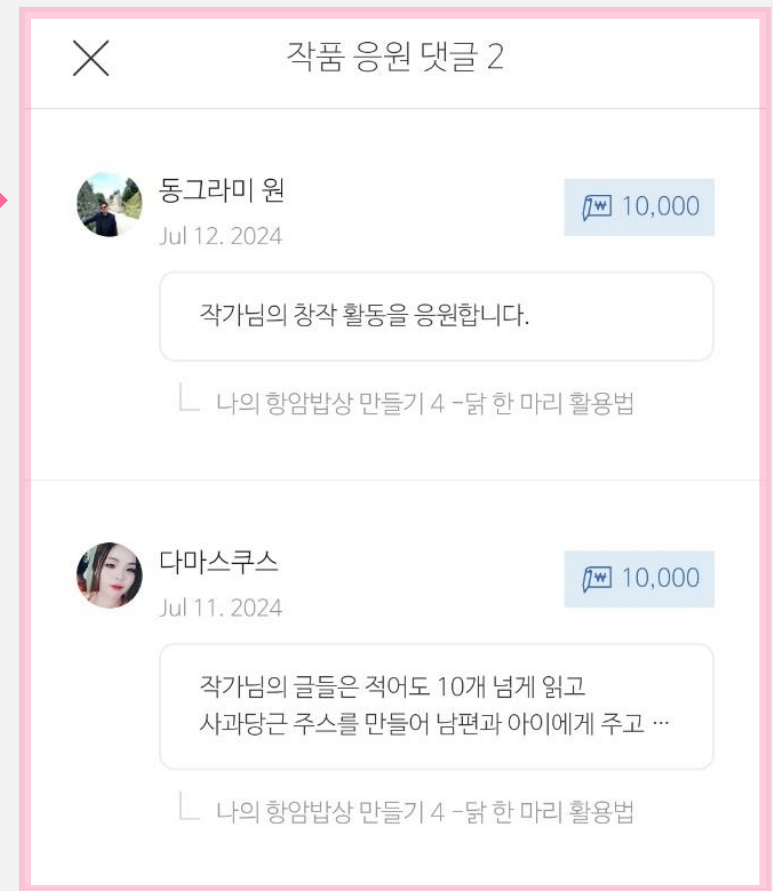 작품 응원 댓글 2
동그라미 원
₩ 10,000
Jul 12. 2024
작가님의 창작 활동을 응원합니다.
나의 항암밥상 만들기 4 -닭 한 마리 활용법
다마스쿠스
₩ 10,000
Jul 11. 2024
작가님의 글들은 적어도 10개 넘게 읽고
사과당근 주스를 만들어 남편과 아이에게 주고 …
나의 항암밥상 만들기 4 -닭 한 마리 활용법